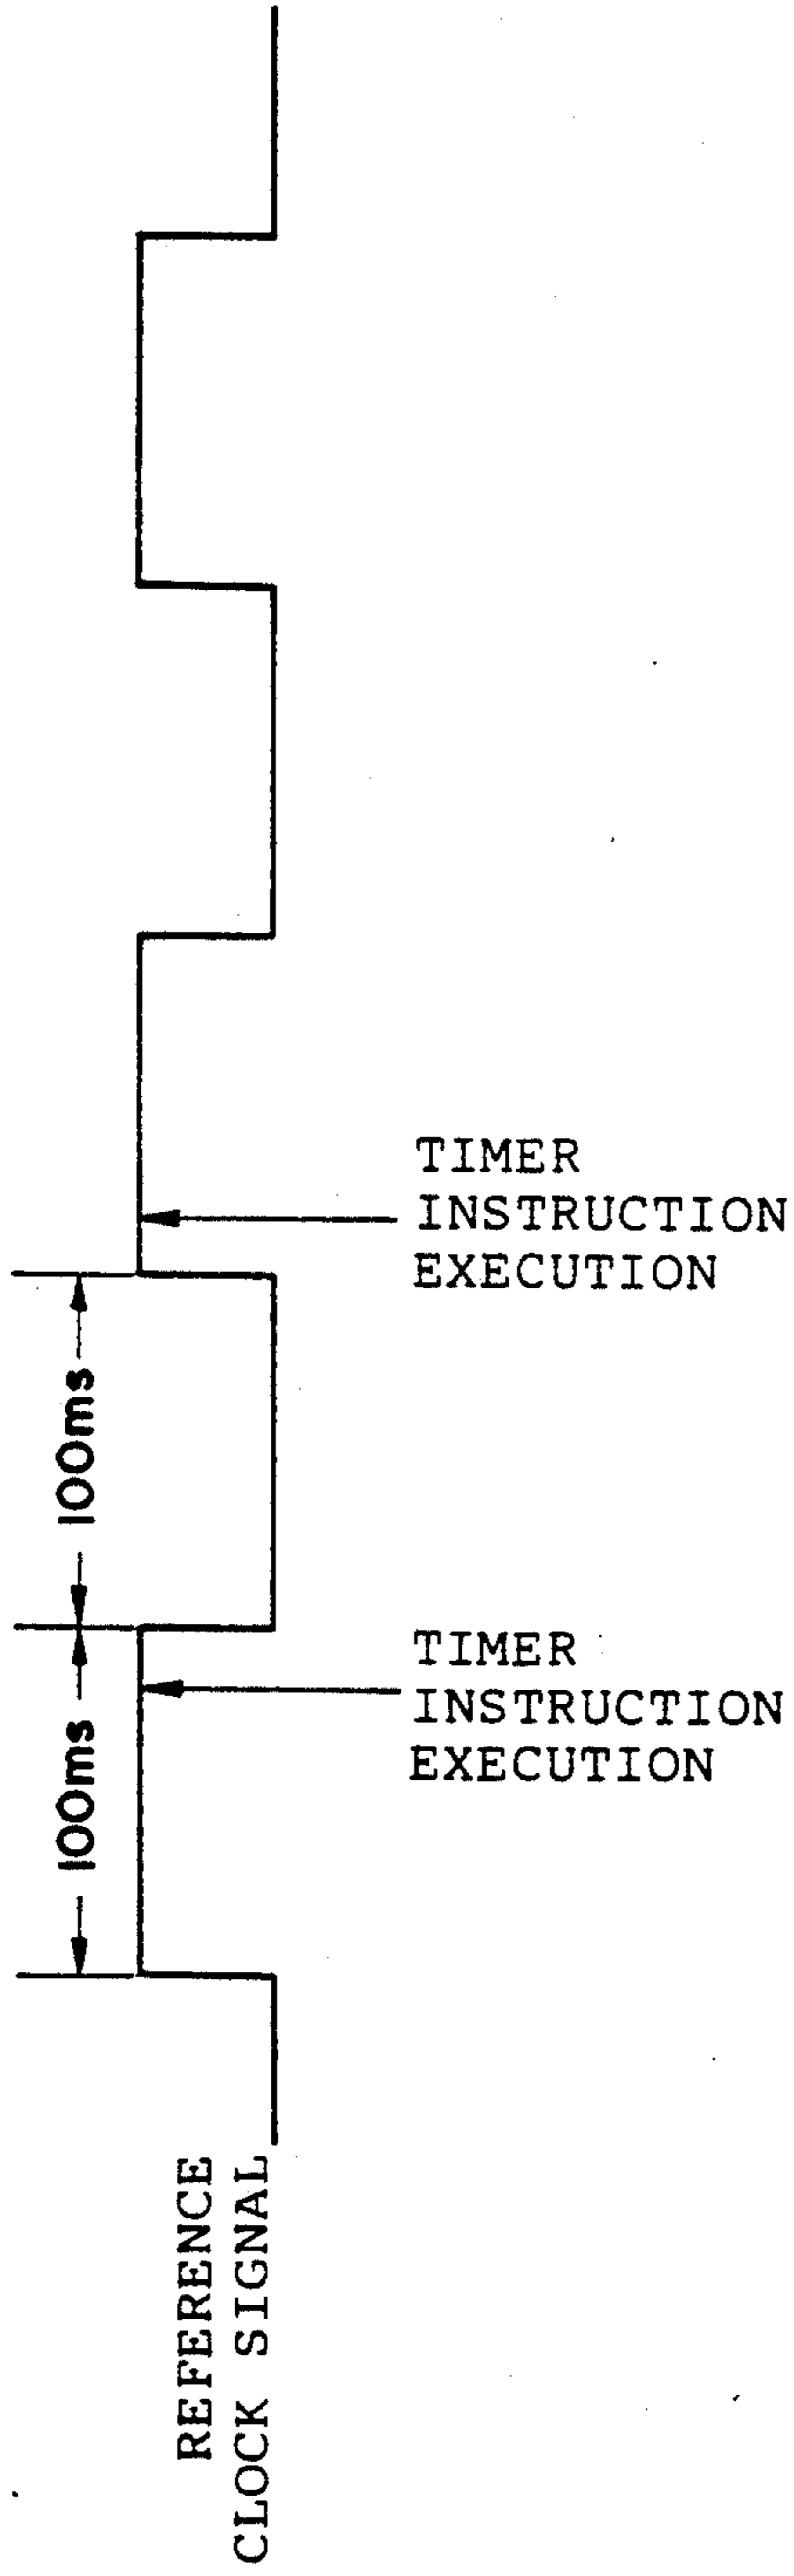 REFERENCE
CLOCK SIGNAL
100ms
100ms
TIMER
INSTRUCTION
EXECUTION
TIMER
INSTRUCTION
EXECUTION